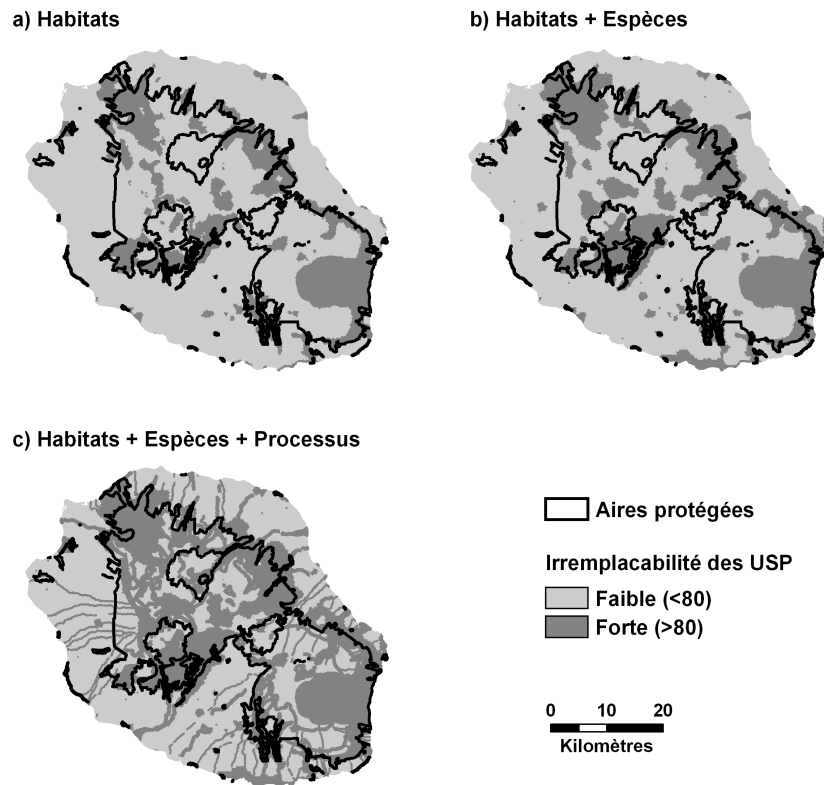 a) Habitats
b) Habitats + Espèces
c) Habitats + Espèces + Processus
Aires protégées
Irremplacabilité des USP
Faible (<80)
Forte (>80)
0 10 20
Kilomètres